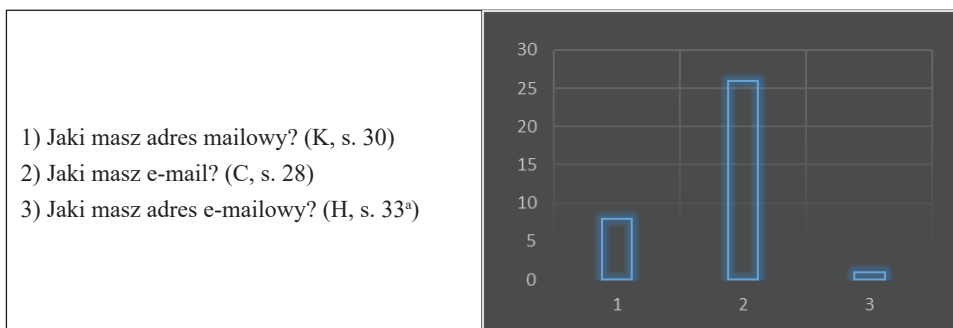 1) Jaki masz adres mailowy? (K, s. 30)
2) Jaki masz e-mail? (C, s. 28)
3) Jaki masz adres e-mailowy? (H, s. 33ᵃ)
30
25
20
15
10
5
0
1 2 3